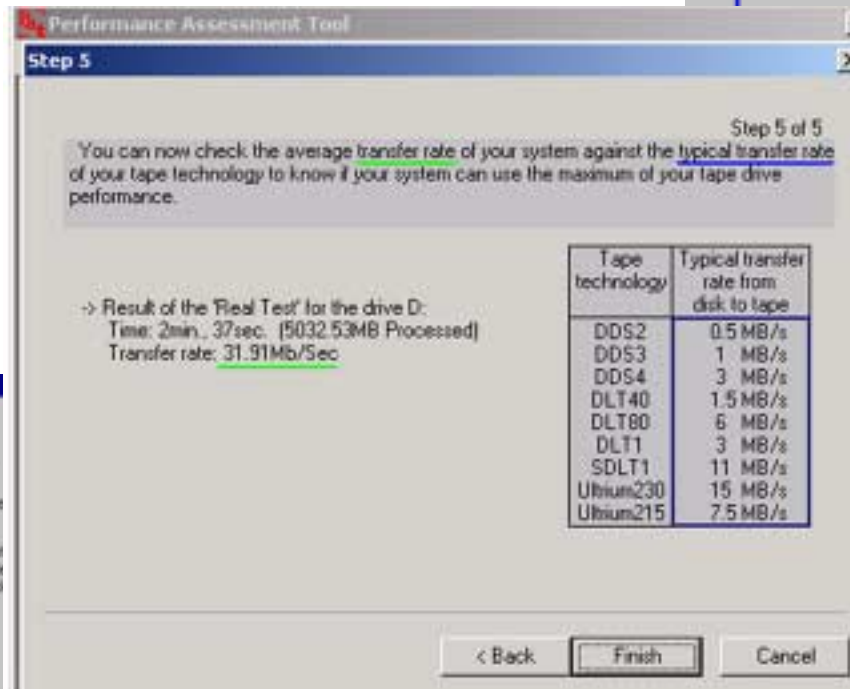 Performance Assessment Tool
Step 5
Step 5 of 5
You can now check the average transfer rate of your system against the typical transfer rate
of your tape technology to know if your system can use the maximum of your tape drive
performance.
-> Result of the 'Real Test' for the drive D:
Time: 2min., 37sec. (5032.53MB Processed)
Transfer rate: 31.91Mb/Sec
Tape technology Typical transfer rate from disk to tape
DDS2 0.5 MB/s
DDS3 1 MB/s
DDS4 3 MB/s
DLT40 1.5 MB/s
DLT80 6 MB/s
DLT1 3 MB/s
SDLT1 11 MB/s
Ultrium230 15 MB/s
Ultrium215 7.5 MB/s
< Back Finish Cancel